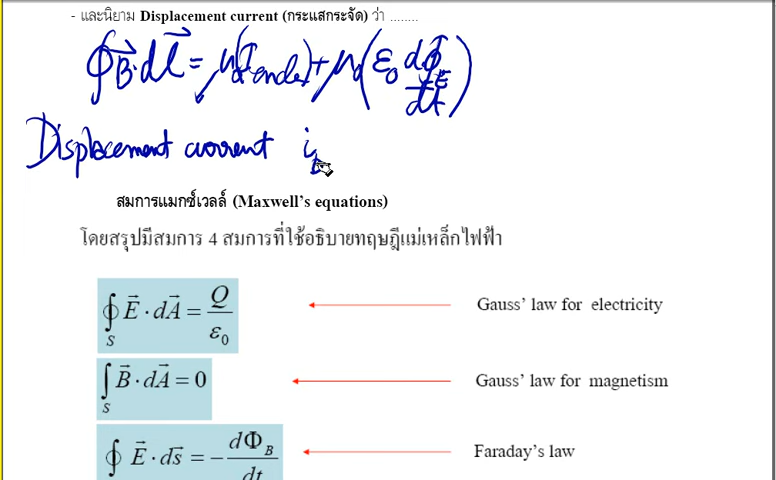 - และนิยาม Displacement current (กระแสกระจัด) ว่า ........
∮B⃗·dl⃗ = μ₀(I encl) + μ₀(ε₀ dΦ_E/dt)
Displacement current i_D
สมการแมกซ์เวลล์ (Maxwell's equations)
โดยสรุปมีสมการ 4 สมการที่ใช้อธิบายทฤษฎีแม่เหล็กไฟฟ้า
∮_S E⃗·dA⃗ = Q/ε₀ Gauss' law for electricity
∫_S B⃗·dA⃗ = 0 Gauss' law for magnetism
∮ E⃗·ds⃗ = −dΦ_B/dt Faraday's law